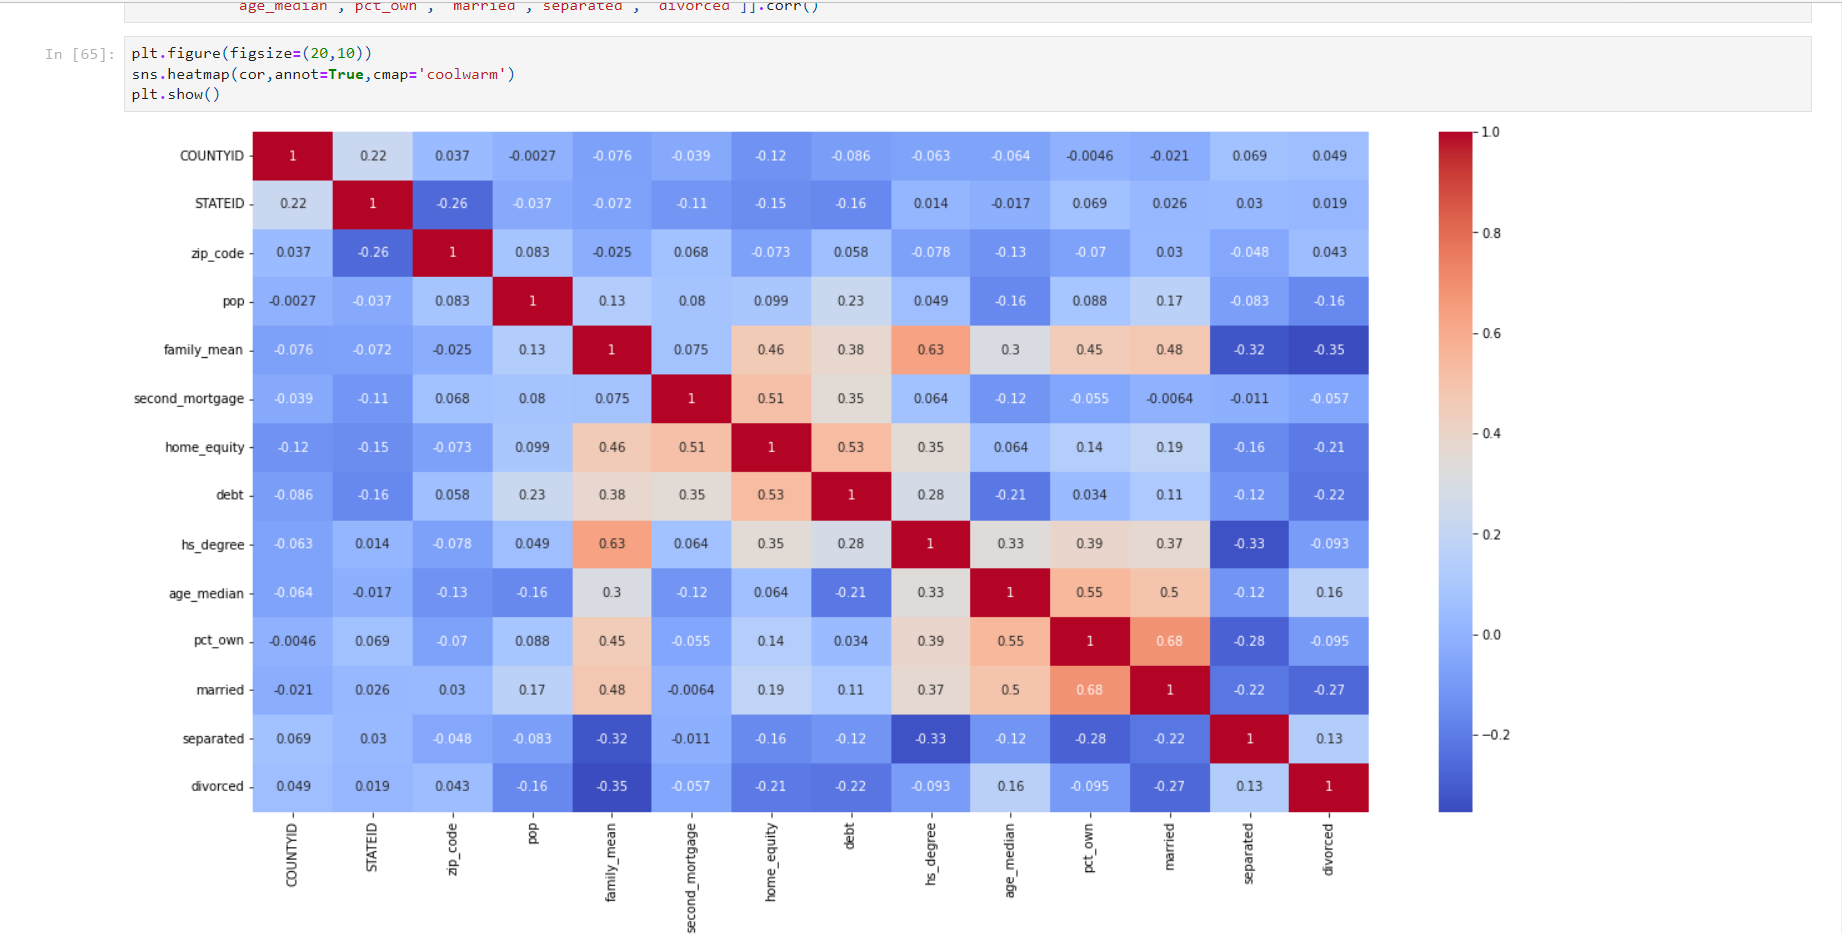 age_median', 'pct_own', 'married','separated', 'divorced']].corr()
In [65]:
plt.figure(figsize=(20,10))
sns.heatmap(cor,annot=True,cmap='coolwarm')
plt.show()
COUNTYID 1 0.22 0.037 -0.0027 -0.076 -0.039 -0.12 -0.086 -0.063 -0.064 -0.0046 -0.021 0.069 0.049
STATEID 0.22 1 -0.26 -0.037 -0.072 -0.11 -0.15 -0.16 0.014 -0.017 0.069 0.026 0.03 0.019
zip_code 0.037 -0.26 1 0.083 -0.025 0.068 -0.073 0.058 -0.078 -0.13 -0.07 0.03 -0.048 0.043
pop -0.0027 -0.037 0.083 1 0.13 0.08 0.099 0.23 0.049 -0.16 0.088 0.17 -0.083 -0.16
family_mean -0.076 -0.072 -0.025 0.13 1 0.075 0.46 0.38 0.63 0.3 0.45 0.48 -0.32 -0.35
second_mortgage -0.039 -0.11 0.068 0.08 0.075 1 0.51 0.35 0.064 -0.12 -0.055 -0.0064 -0.011 -0.057
home_equity -0.12 -0.15 -0.073 0.099 0.46 0.51 1 0.53 0.35 0.064 0.14 0.19 -0.16 -0.21
debt -0.086 -0.16 0.058 0.23 0.38 0.35 0.53 1 0.28 -0.21 0.034 0.11 -0.12 -0.22
hs_degree -0.063 0.014 -0.078 0.049 0.63 0.064 0.35 0.28 1 0.33 0.39 0.37 -0.33 -0.093
age_median -0.064 -0.017 -0.13 -0.16 0.3 -0.12 0.064 -0.21 0.33 1 0.55 0.5 -0.12 0.16
pct_own -0.0046 0.069 -0.07 0.088 0.45 -0.055 0.14 0.034 0.39 0.55 1 0.68 -0.28 -0.095
married -0.021 0.026 0.03 0.17 0.48 -0.0064 0.19 0.11 0.37 0.5 0.68 1 -0.22 -0.27
separated 0.069 0.03 -0.048 -0.083 -0.32 -0.011 -0.16 -0.12 -0.33 -0.12 -0.28 -0.22 1 0.13
divorced 0.049 0.019 0.043 -0.16 -0.35 -0.057 -0.21 -0.22 -0.093 0.16 -0.095 -0.27 0.13 1
COUNTYID STATEID zip_code pop family_mean second_mortgage home_equity debt hs_degree age_median pct_own married separated divorced
1.0
0.8
0.6
0.4
0.2
0.0
−0.2